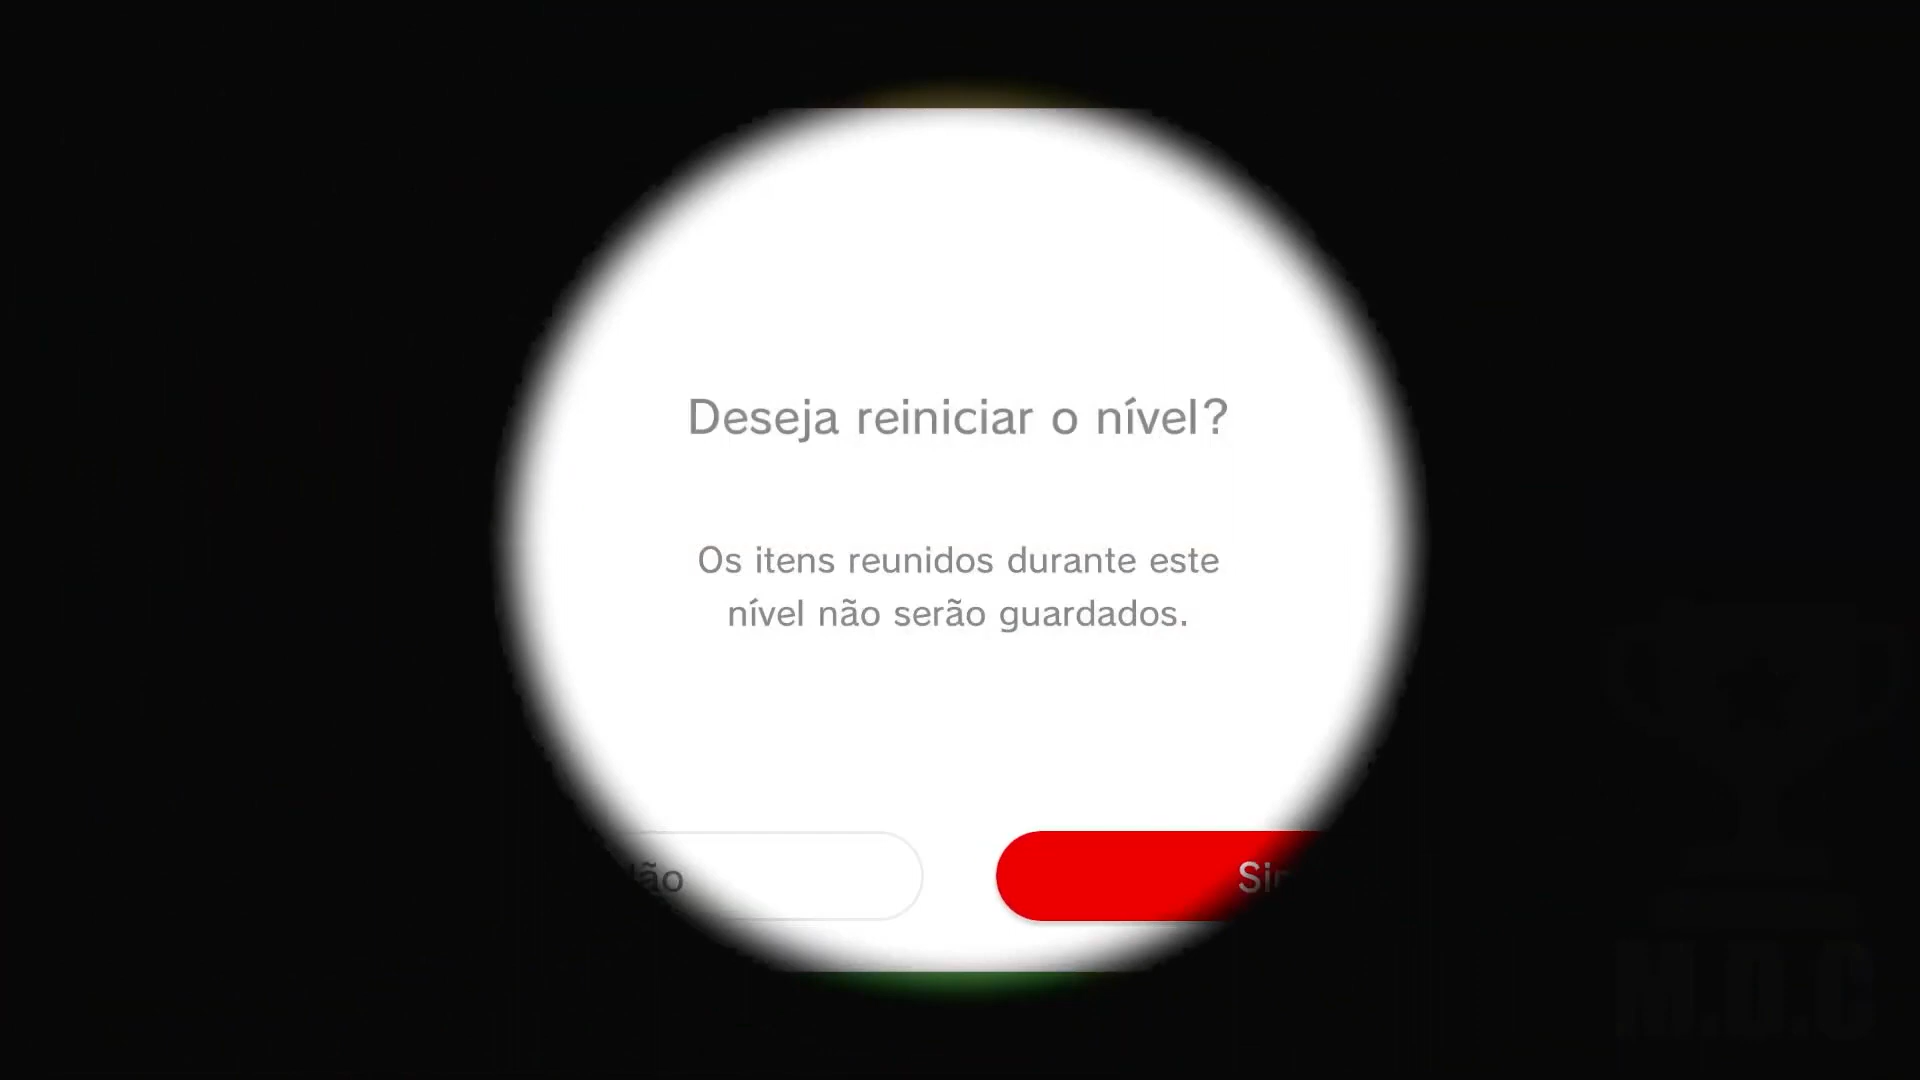 Deseja reiniciar o nível?
Os itens reunidos durante este
nível não serão guardados.
M.D.C